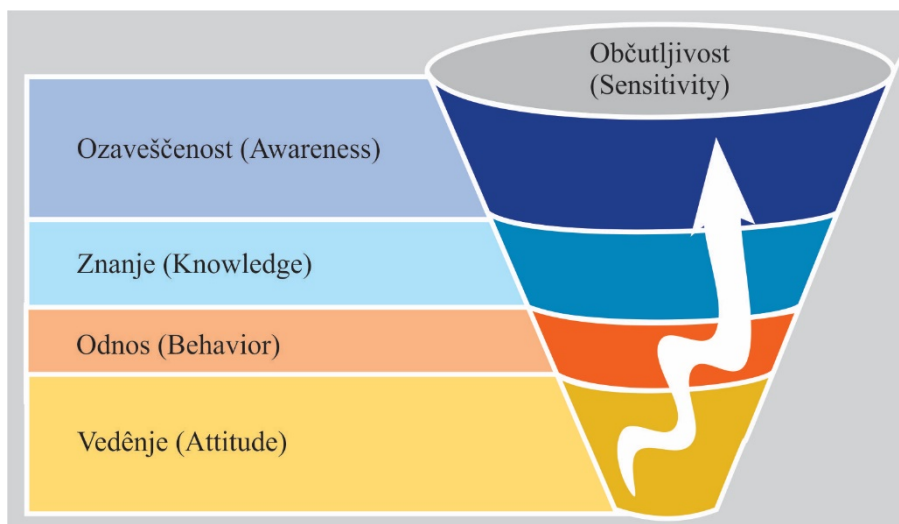 Občutljivost
(Sensitivity)
Ozaveščenost (Awareness)
Znanje (Knowledge)
Odnos (Behavior)
Vedênje (Attitude)